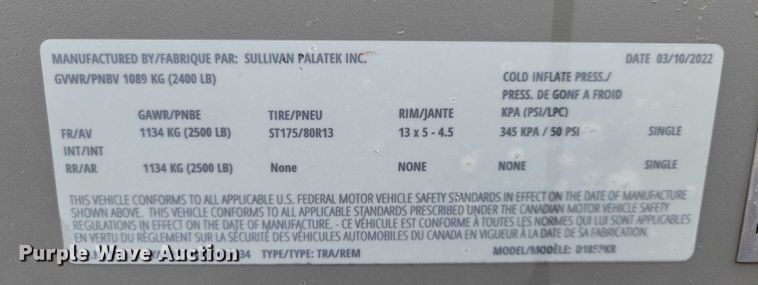 MANUFACTURED BY/FABRIQUE PAR: SULLIVAN PALATEK INC. DATE 03/10/2022
GVWR/PNBV 1089 KG (2400 LB) COLD INFLATE PRESS./
PRESS. DE GONF A FROID
GAWR/PNBE TIRE/PNEU RIM/JANTE KPA (PSI/LPC)
FR/AV 1134 KG (2500 LB) ST175/80R13 13 x 5 - 4.5 345 KPA / 50 PSI SINGLE
INT/INT
RR/AR 1134 KG (2500 LB) None NONE NONE SINGLE
THIS VEHICLE CONFORMS TO ALL APPLICABLE U.S. FEDERAL MOTOR VEHICLE SAFETY STANDARDS IN EFFECT ON THE DATE OF MANUFACTURE
SHOWN ABOVE. THIS VEHICLE CONFORMS TO ALL APPLICABLE STANDARDS PRESCRIBED UNDER THE CANADIAN MOTOR VEHICLE SAFETY
REGULATIONS IN EFFECT ON THE DATE OF MANUFACTURE. - CE VÉHICULE EST CONFORME A TOUTES LES NORMES QUI LUI SONT APPLICABLES
EN VERTU DU RÈGLEMENT SUR LA SÉCURITÉ DES VÉHICULES AUTOMOBILES DU CANADA EN VIGUEUR À LA DATE DE SA FABRICATION.
34 TYPE/TYPE: TRA/REM MODEL/MODÈLE:
Purple Wave Auction